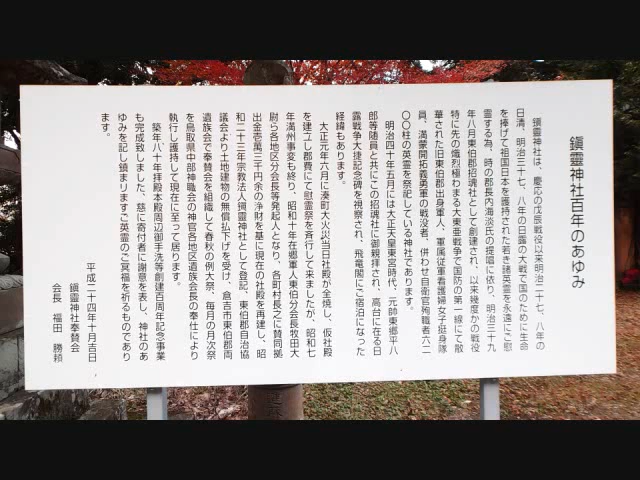 鎭靈神社百年のあゆみ
鎭靈神社は、慶応の戊辰戦役以来明治二十七、八年の
日清、明治三十七、八年の日露の大戦で国のために生命
を捧げて祖国日本を護持された若き諸英霊を永遠にご慰
霊する為、時の郡長内海淡氏の提唱に依り、明治三十九
年八月東伯郡招魂社として創建され、以来幾度かの戦役
特に先の熾烈極わまる大東亜戦争で国防の第一線にて散
華された旧東伯郡出身軍人、軍属従軍看護婦女子挺身隊
員、満蒙開拓義勇軍の戦没者、併わせ自衛官殉職者六二
〇〇柱の英霊を祭祀している神社であります。
明治四十年五月には大正天皇東宮時代、元帥東郷平八
郎等随員と共にこの招魂社に御親拝され、高台に在る日
露戦争大捷記念碑を視察され、飛竜閣にご宿泊になった
経緯もあります。
大正元年六月に湊町大火災で当日社殿が全焼し、仮社殿
を建立し郡費にて慰霊祭を斉行して来ましたが、昭和七
年満州事変も終り、昭和十年在郷軍人東伯分会長牧田大
尉ら各地区分会長等発起人となり、各町村長之に賛同拠
出金壱萬三千円余の浄財を基に現在の社殿を再建し、昭
和二十三年宗教法人鎭霊神社として登記、東伯郡自治協
議会より土地建物の無償払下げを受け、倉吉市東伯郡両
遺族会で奉賛会を組織して春秋の例大祭、毎月の月次祭
を鳥取県中部神職会の神官各地区遺族会長の奉仕により
執行し護持して現在に至って居ります。
築年八十年拝殿本殿周辺御手洗等創建百周年記念事業
も完成致しました、慈に寄付者に謝意を表し、神社のあ
ゆみを記し鎮まりますご英霊のご冥福を祈るものであり
ます。
平成二十四年十月吉日
鎭靈神社奉賛会
会長 福田 勝頼